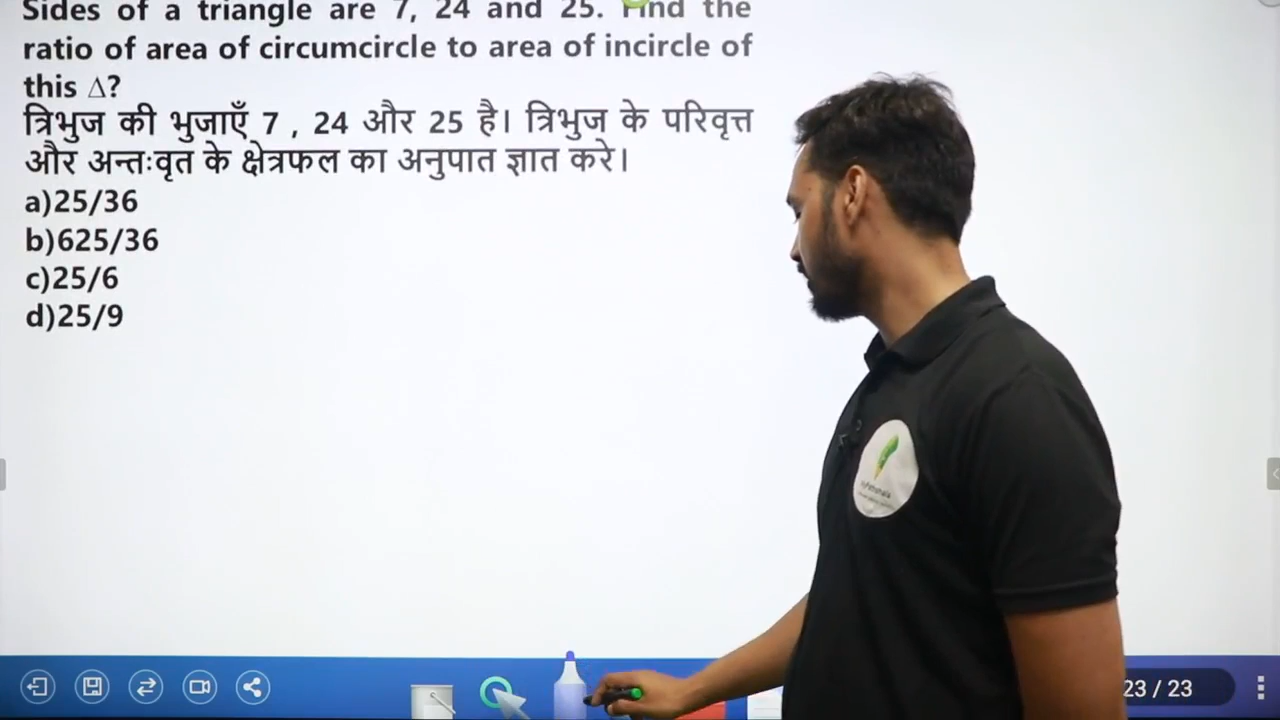 Sides of a triangle are 7, 24 and 25. Find the
ratio of area of circumcircle to area of incircle of
this Δ?
त्रिभुज की भुजाएँ 7 , 24 और 25 है। त्रिभुज के परिवृत्त
और अन्तःवृत के क्षेत्रफल का अनुपात ज्ञात करे।
a)25/36
b)625/36
c)25/6
d)25/9
23 / 23